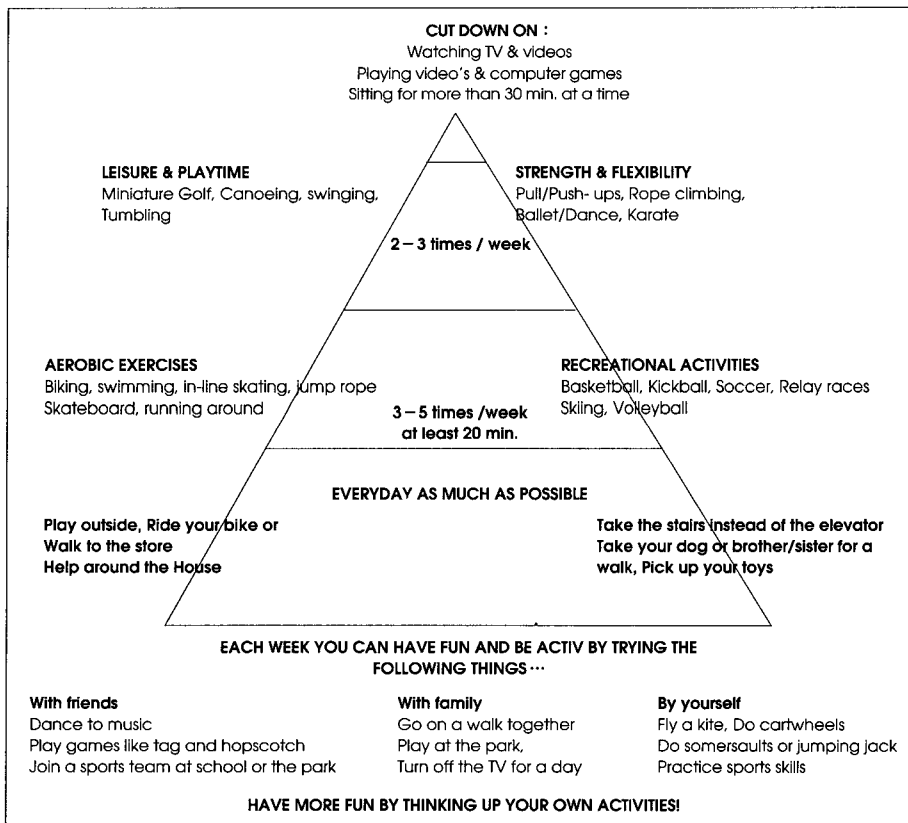 CUT DOWN ON :
Watching TV & videos
Playing video's & computer games
Sitting for more than 30 min. at a time
LEISURE & PLAYTIME
Miniature Golf, Canoeing, swinging,
Tumbling
STRENGTH & FLEXIBILITY
Pull/Push- ups, Rope climbing,
Ballet/Dance, Karate
2 – 3 times / week
AEROBIC EXERCISES
Biking, swimming, in-line skating, jump rope
Skateboard, running around
RECREATIONAL ACTIVITIES
Basketball, Kickball, Soccer, Relay races
Skiing, Volleyball
3 – 5 times /week
at least 20 min.
EVERYDAY AS MUCH AS POSSIBLE
Play outside, Ride your bike or
Walk to the store
Help around the House
Take the stairs instead of the elevator
Take your dog or brother/sister for a
walk, Pick up your toys
EACH WEEK YOU CAN HAVE FUN AND BE ACTIV BY TRYING THE
FOLLOWING THINGS ···
With friends
Dance to music
Play games like tag and hopscotch
Join a sports team at school or the park
With family
Go on a walk together
Play at the park,
Turn off the TV for a day
By yourself
Fly a kite, Do cartwheels
Do somersaults or jumping jack
Practice sports skills
HAVE MORE FUN BY THINKING UP YOUR OWN ACTIVITIES!